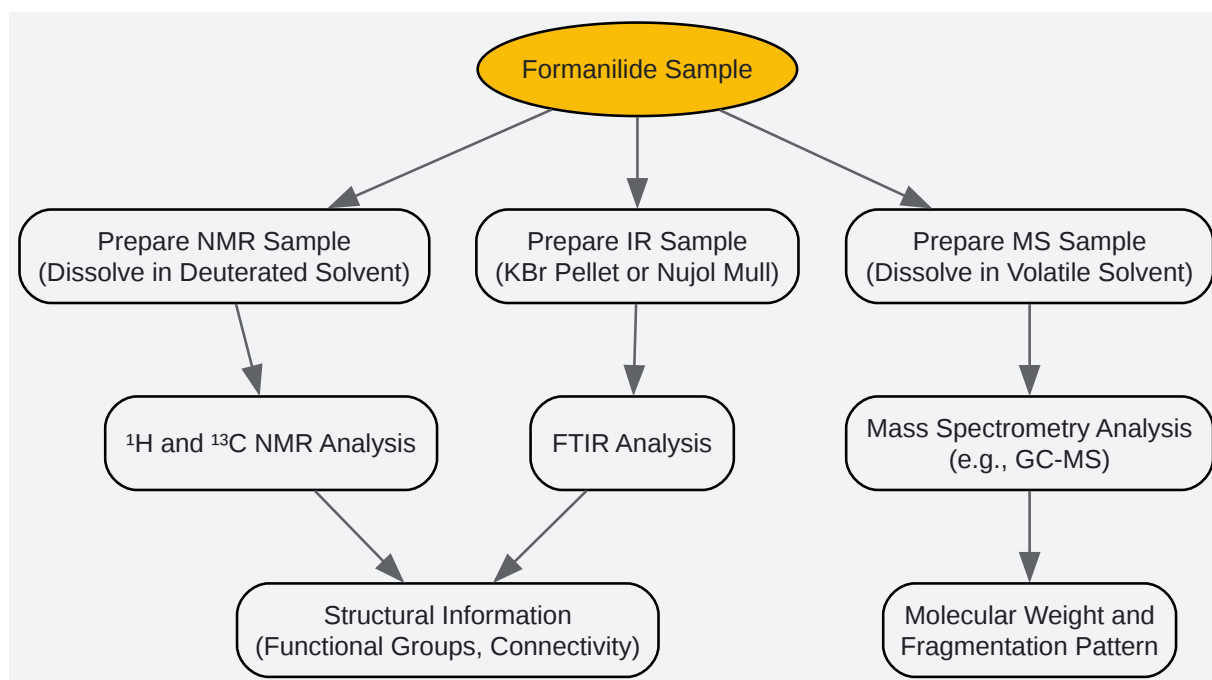 Formanilide Sample
Prepare NMR Sample
(Dissolve in Deuterated Solvent)
Prepare IR Sample
(KBr Pellet or Nujol Mull)
Prepare MS Sample
(Dissolve in Volatile Solvent)
¹H and ¹³C NMR Analysis
FTIR Analysis
Mass Spectrometry Analysis
(e.g., GC-MS)
Structural Information
(Functional Groups, Connectivity)
Molecular Weight and
Fragmentation Pattern